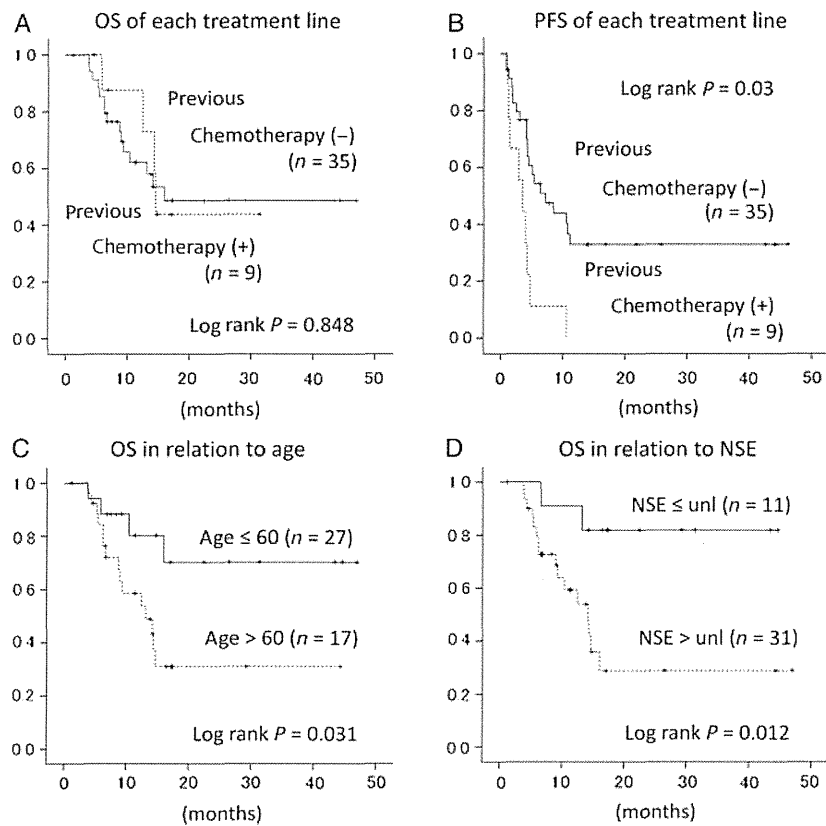 A OS of each treatment line
1 0
0 8
0 6
0 4
0 2
0 0
Previous
Chemotherapy (–)
(n = 35)
Previous
Chemotherapy (+)
(n = 9)
Log rank P = 0.848
0 10 20 30 40 50
(months)
B PFS of each treatment line
1 0
0 8
0 6
0 4
0 2
0 0
Log rank P = 0.03
Previous
Chemotherapy (–)
(n = 35)
Previous
Chemotherapy (+)
(n = 9)
0 10 20 30 40 50
(months)
C OS in relation to age
1 0
0 8
0 6
0 4
0 2
0 0
Age ≤ 60 (n = 27)
Age > 60 (n = 17)
Log rank P = 0.031
0 10 20 30 40 50
(months)
D OS in relation to NSE
1 0
0 8
0 6
0 4
0 2
0 0
NSE ≤ unl (n = 11)
NSE > unl (n = 31)
Log rank P = 0.012
0 10 20 30 40 50
(months)